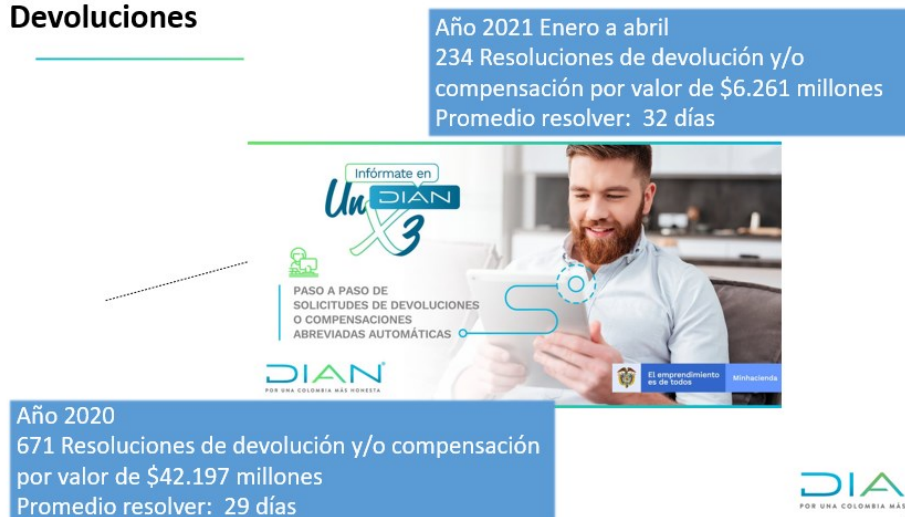 Devoluciones
Año 2021 Enero a abril
234 Resoluciones de devolución y/o
compensación por valor de $6.261 millones
Promedio resolver: 32 días
Infórmate en
Un DIAN
X3
PASO A PASO DE
SOLICITUDES DE DEVOLUCIONES
O COMPENSACIONES
ABREVIADAS AUTOMÁTICAS
DIAN
POR UNA COLOMBIA MÁS HONESTA
El emprendimiento
es de todos
Minhacienda
Año 2020
671 Resoluciones de devolución y/o compensación
por valor de $42.197 millones
Promedio resolver: 29 días
DIA
POR UNA COLOMBIA MÁS